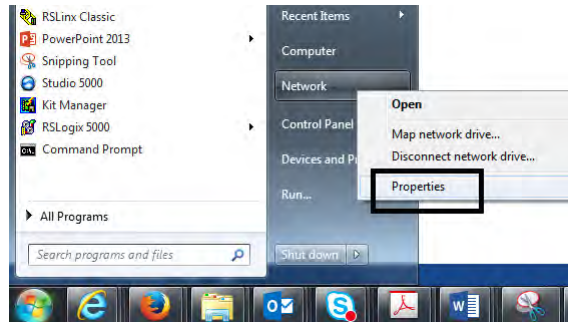 RSLinx Classic
PowerPoint 2013
Snipping Tool
Studio 5000
Kit Manager
RSLogix 5000
Command Prompt
All Programs
Search programs and files
Recent Items
Computer
Network
Control Panel
Devices and
Run...
Shut down
Open
Map network drive...
Disconnect network drive...
Properties